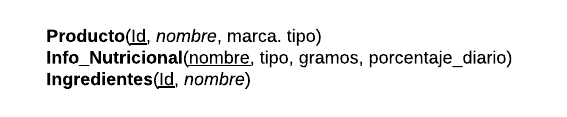 Producto(Id, nombre, marca. tipo)
Info_Nutricional(nombre, tipo, gramos, porcentaje_diario)
Ingredientes(Id, nombre)